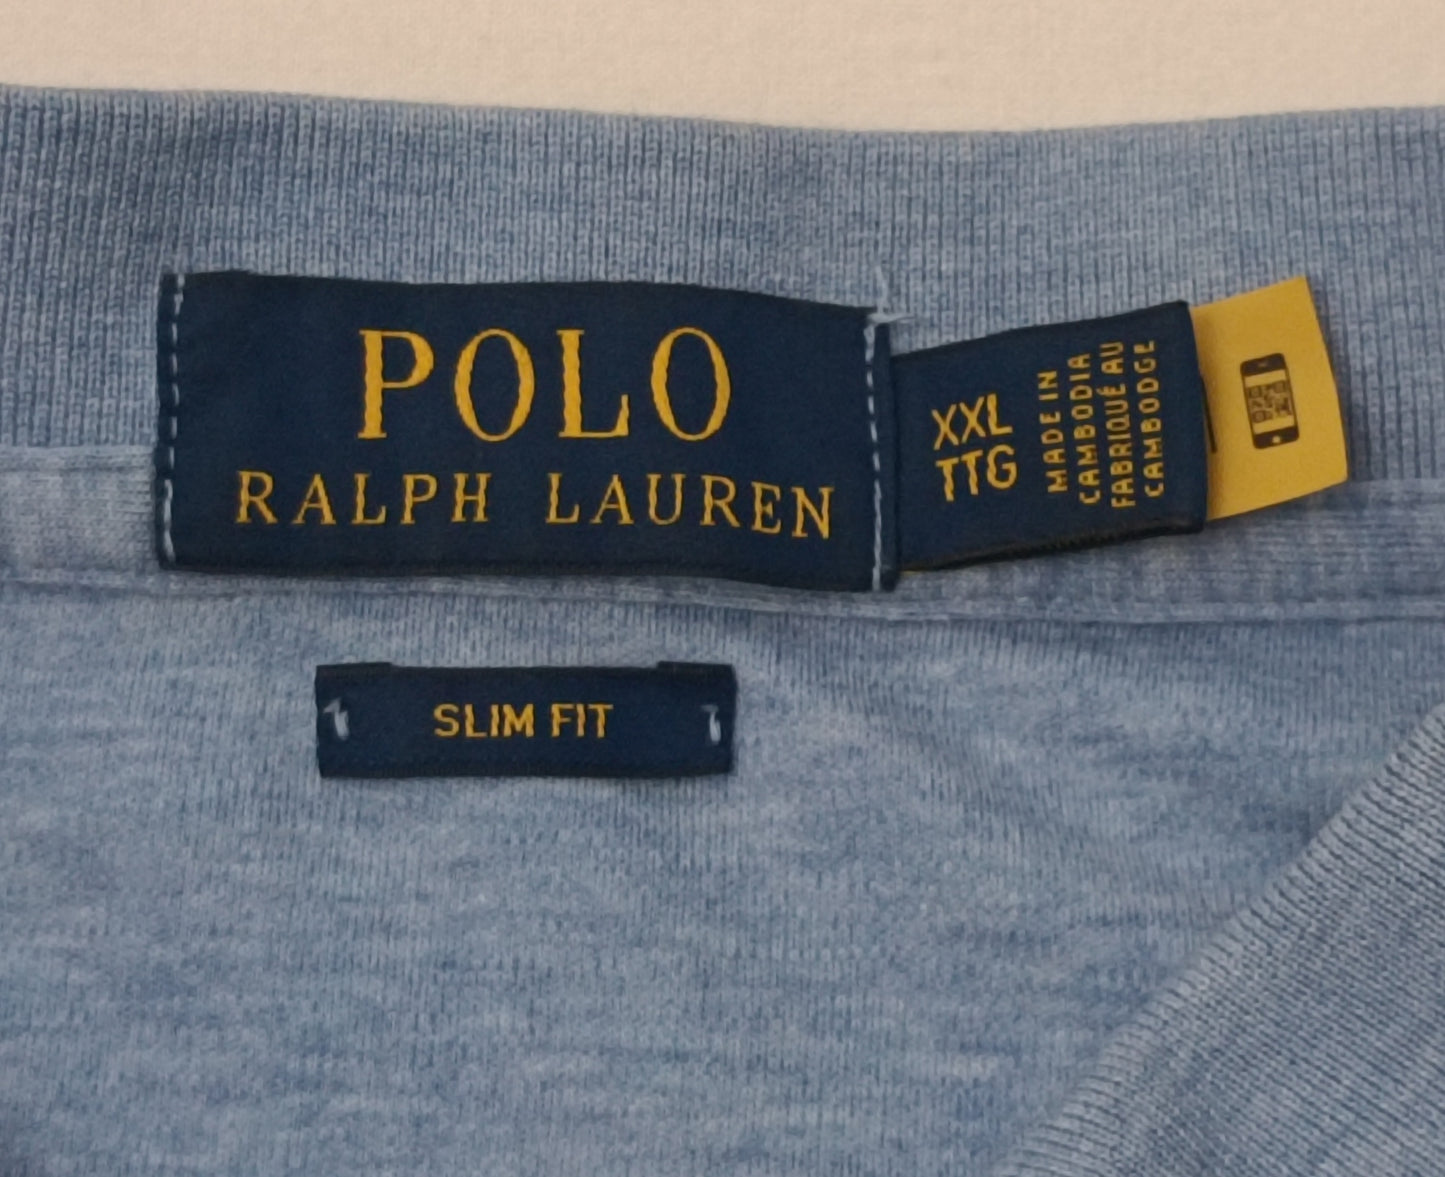 POLO
RALPH LAUREN
XXL
TTG
MADE IN
CAMBODIA
FABRIQUÉ AU
CAMBODGE
SLIM FIT